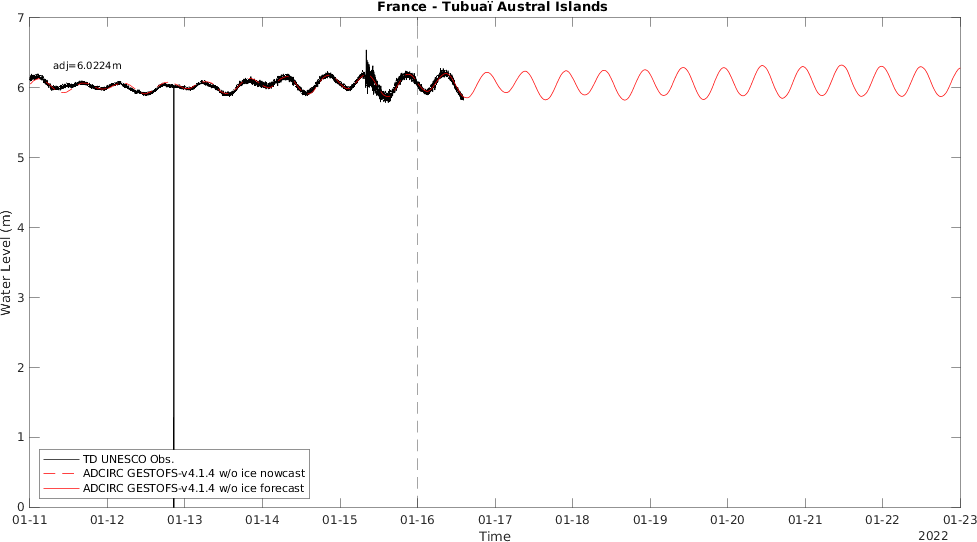 France - Tubuaï Austral Islands
adj=6.0224m
7
6
5
4
3
2
1
0
Water Level (m)
TD UNESCO Obs.
ADCIRC GESTOFS-v4.1.4 w/o ice nowcast
ADCIRC GESTOFS-v4.1.4 w/o ice forecast
01-11 01-12 01-13 01-14 01-15 01-16 01-17 01-18 01-19 01-20 01-21 01-22 01-23
Time
2022